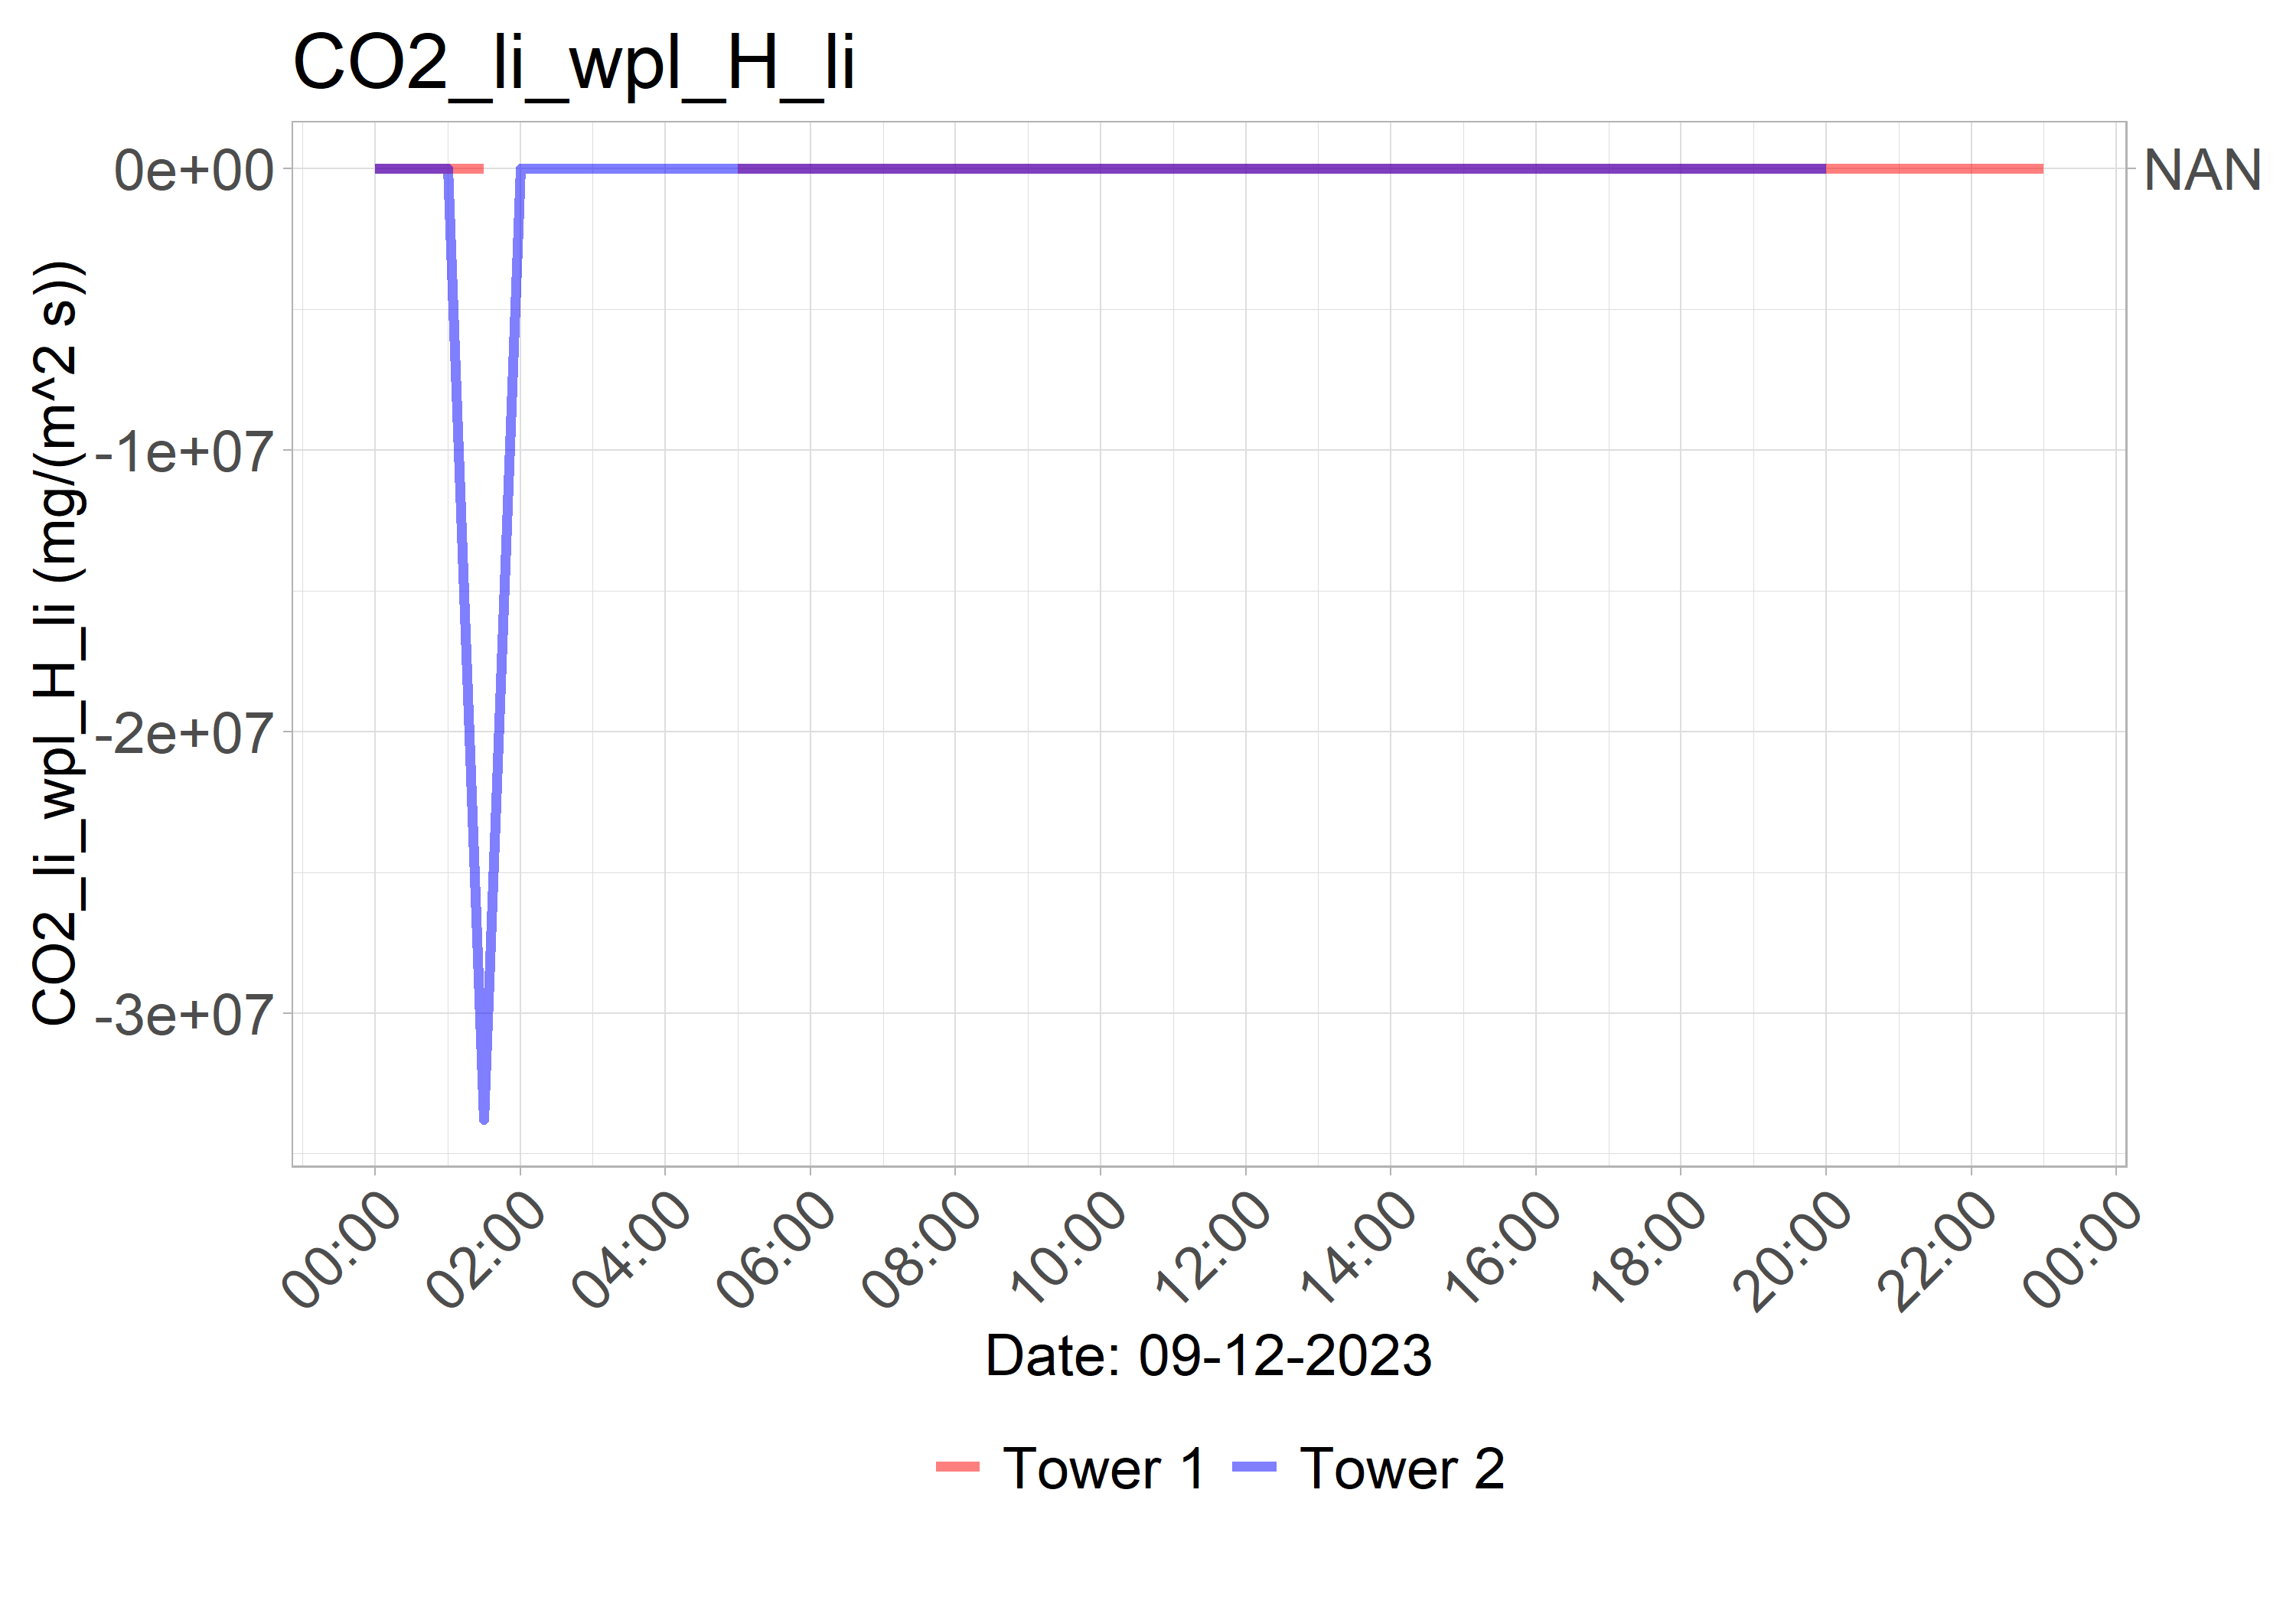 CO2_li_wpl_H_li
CO2_li_wpl_H_li (mg/(m^2 s))
0e+00
-1e+07
-2e+07
-3e+07
NAN
00:00
02:00
04:00
06:00
08:00
10:00
12:00
14:00
16:00
18:00
20:00
22:00
00:00
Date: 09-12-2023
Tower 1
Tower 2